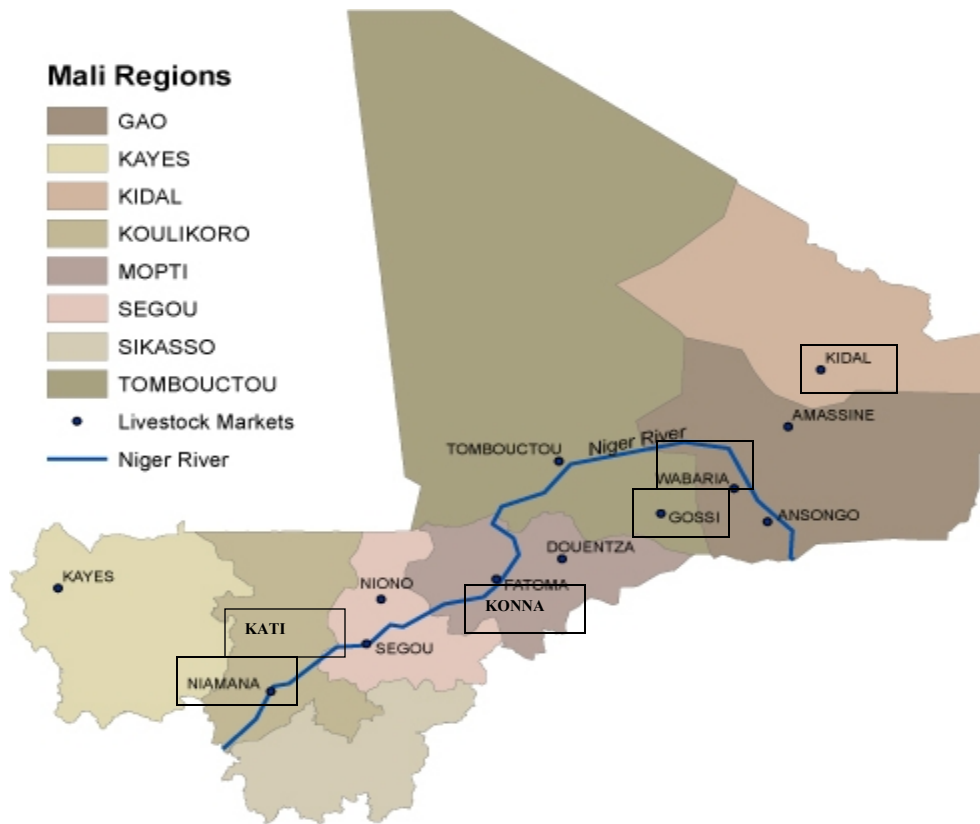 Mali Regions
GAO
KAYES
KIDAL
KOULIKORO
MOPTI
SEGOU
SIKASSO
TOMBOUCTOU
Livestock Markets
Niger River
KIDAL
AMASSINE
TOMBOUCTOU
Niger River
WABARIA
GOSSI
ANSONGO
DOUENTZA
KAYES
NIONO
FATOMA
KONNA
KATI
SEGOU
NIAMANA